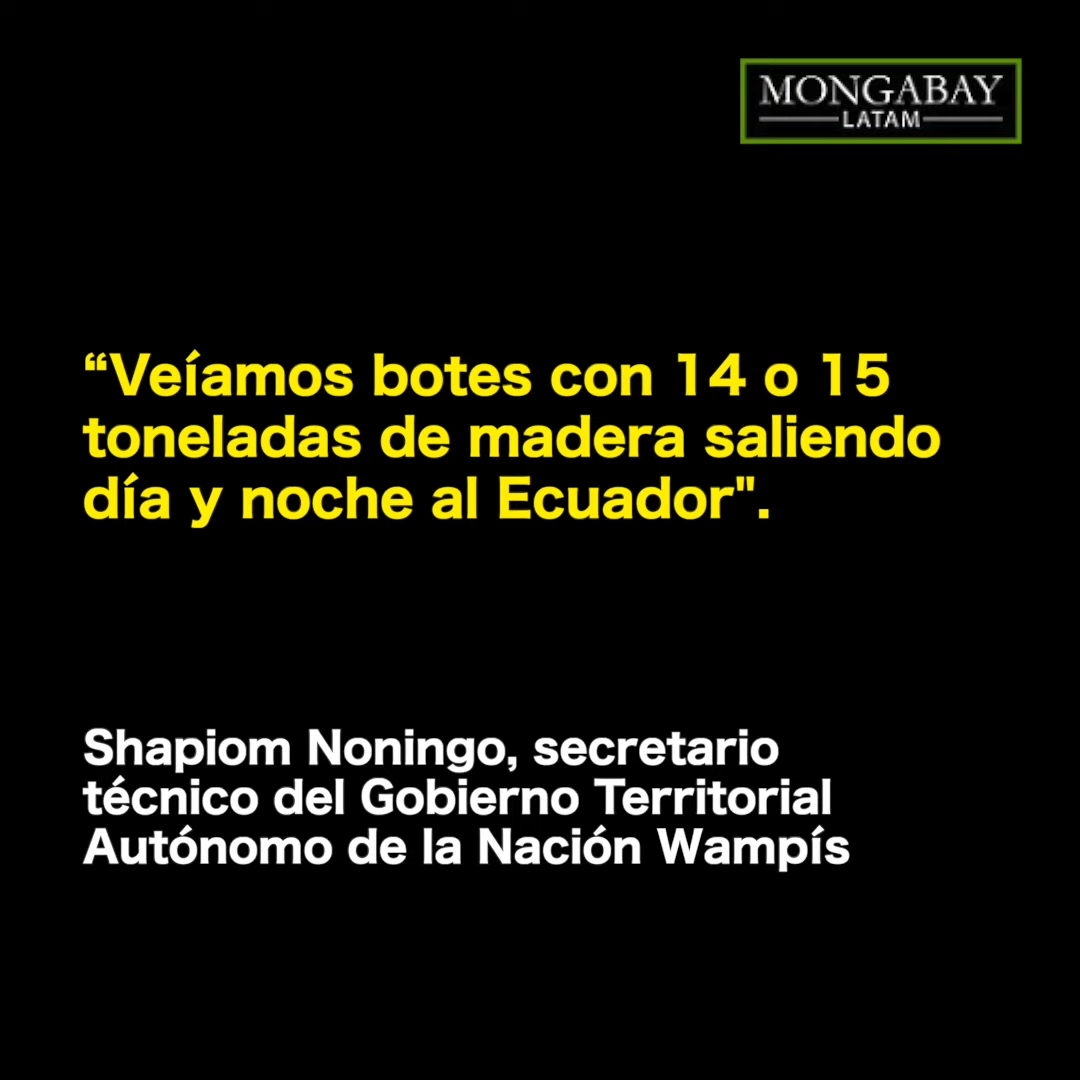 MONGABAY
LATAM
“Veíamos botes con 14 o 15
toneladas de madera saliendo
día y noche al Ecuador".
Shapiom Noningo, secretario
técnico del Gobierno Territorial
Autónomo de la Nación Wampís